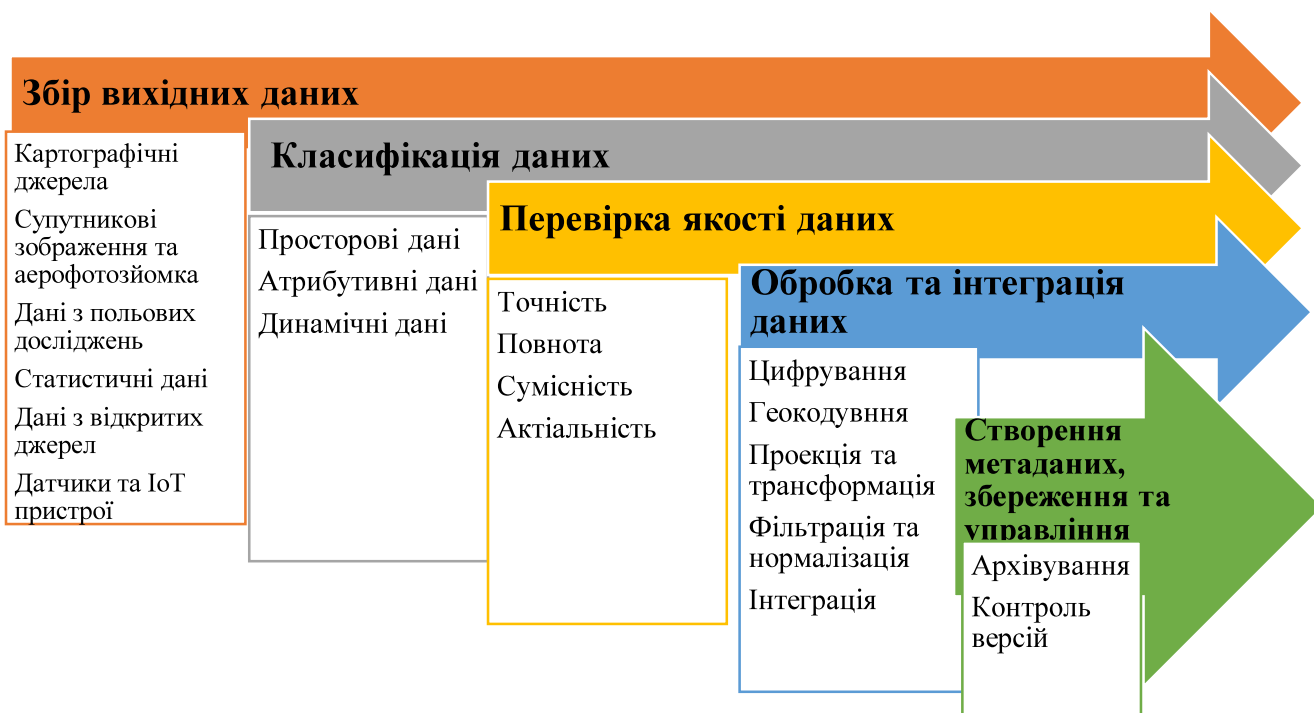 Збір вихідних даних
Картографічні
джерела
Супутникові
зображення та
аерофотозйомка
Дані з польових
досліджень
Статистичні дані
Дані з відкритих
джерел
Датчики та ІоТ
пристрої
Класифікація даних
Просторові дані
Атрибутивні дані
Динамічні дані
Перевірка якості даних
Точність
Повнота
Сумісність
Актіальність
Обробка та інтеграція
даних
Цифрування
Геокодувння
Проекція та
трансформація
Фільтрація та
нормалізація
Інтеграція
Створення
метаданих,
збереження та
управління
Архівування
Контроль
версій